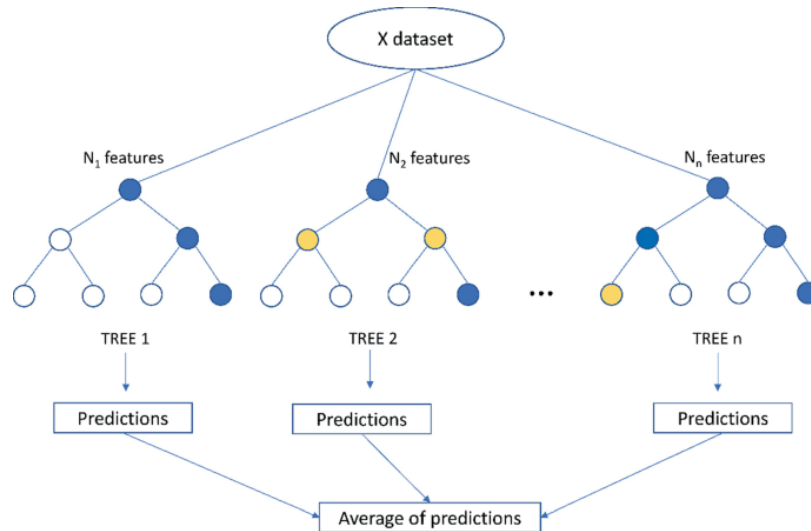 X dataset
N₁ features
N₂ features
Nₙ features
...
TREE 1
TREE 2
TREE n
Predictions
Predictions
Predictions
Average of predictions